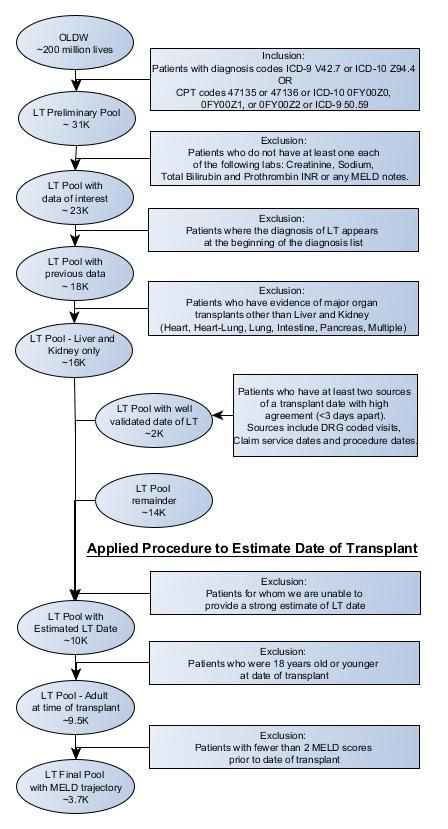 OLDW
~200 million lives
Inclusion:
Patients with diagnosis codes ICD-9 V42.7 or ICD-10 Z94.4
OR
CPT codes 47135 or 47136 or ICD-10 0FY00Z0,
0FY00Z1, or 0FY00Z2 or ICD-9 50.59
LT Preliminary Pool
~ 31K
Exclusion:
Patients who do not have at least one each
of the following labs: Creatinine, Sodium,
Total Bilirubin and Prothrombin INR or any MELD notes.
LT Pool with
data of interest
~ 23K
Exclusion:
Patients where the diagnosis of LT appears
at the beginning of the diagnosis list
LT Pool with
previous data
~ 18K
Exclusion:
Patients who have evidence of major organ
transplants other than Liver and Kidney
(Heart, Heart-Lung, Lung, Intestine, Pancreas, Multiple)
LT Pool - Liver and
Kidney only
~16K
Patients who have at least two sources
of a transplant date with high
agreement (<3 days apart).
Sources include DRG coded visits,
Claim service dates and procedure dates.
LT Pool with well
validated date of LT
~2K
LT Pool
remainder
~14K
Applied Procedure to Estimate Date of Transplant
Exclusion:
Patients for whom we are unable to
provide a strong estimate of LT date
LT Pool with
Estimated LT Date
~10K
Exclusion:
Patients who were 18 years old or younger
at date of transplant
LT Pool - Adult
at time of transplant
~9.5K
Exclusion:
Patients with fewer than 2 MELD scores
prior to date of transplant
LT Final Pool
with MELD trajectory
~3.7K